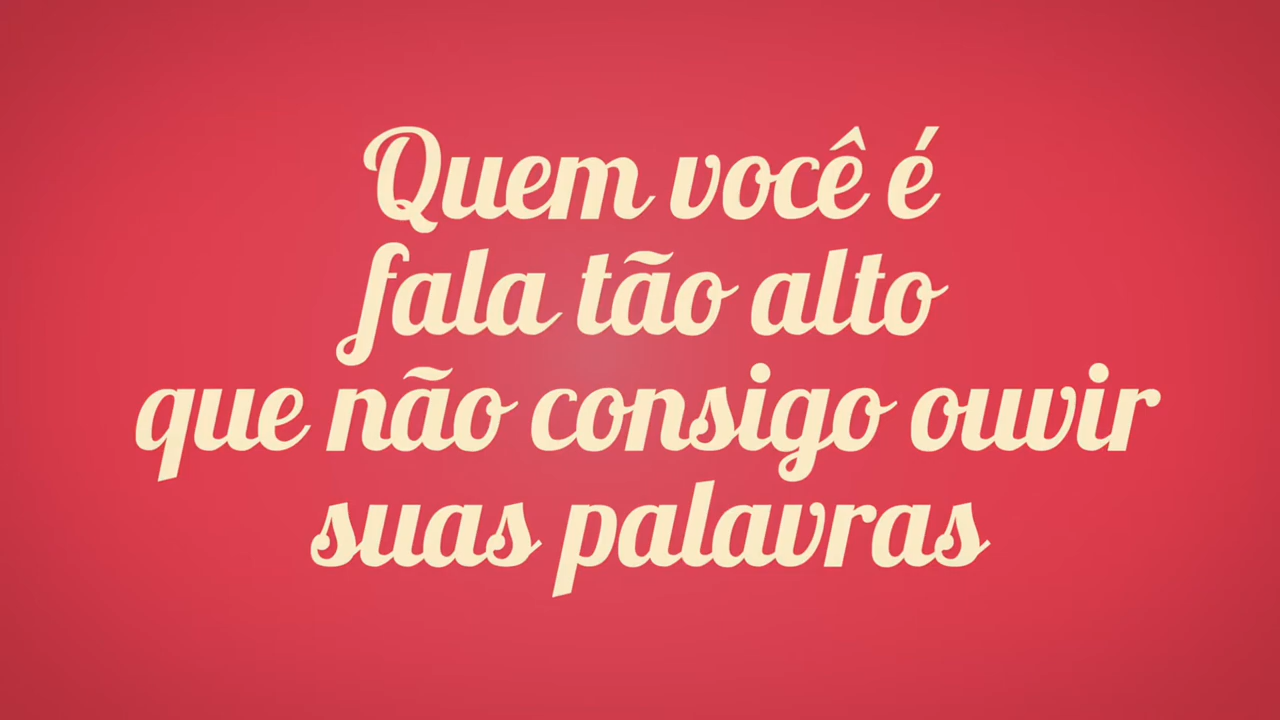 Quem você é
fala tão alto
que não consigo ouvir
suas palavras